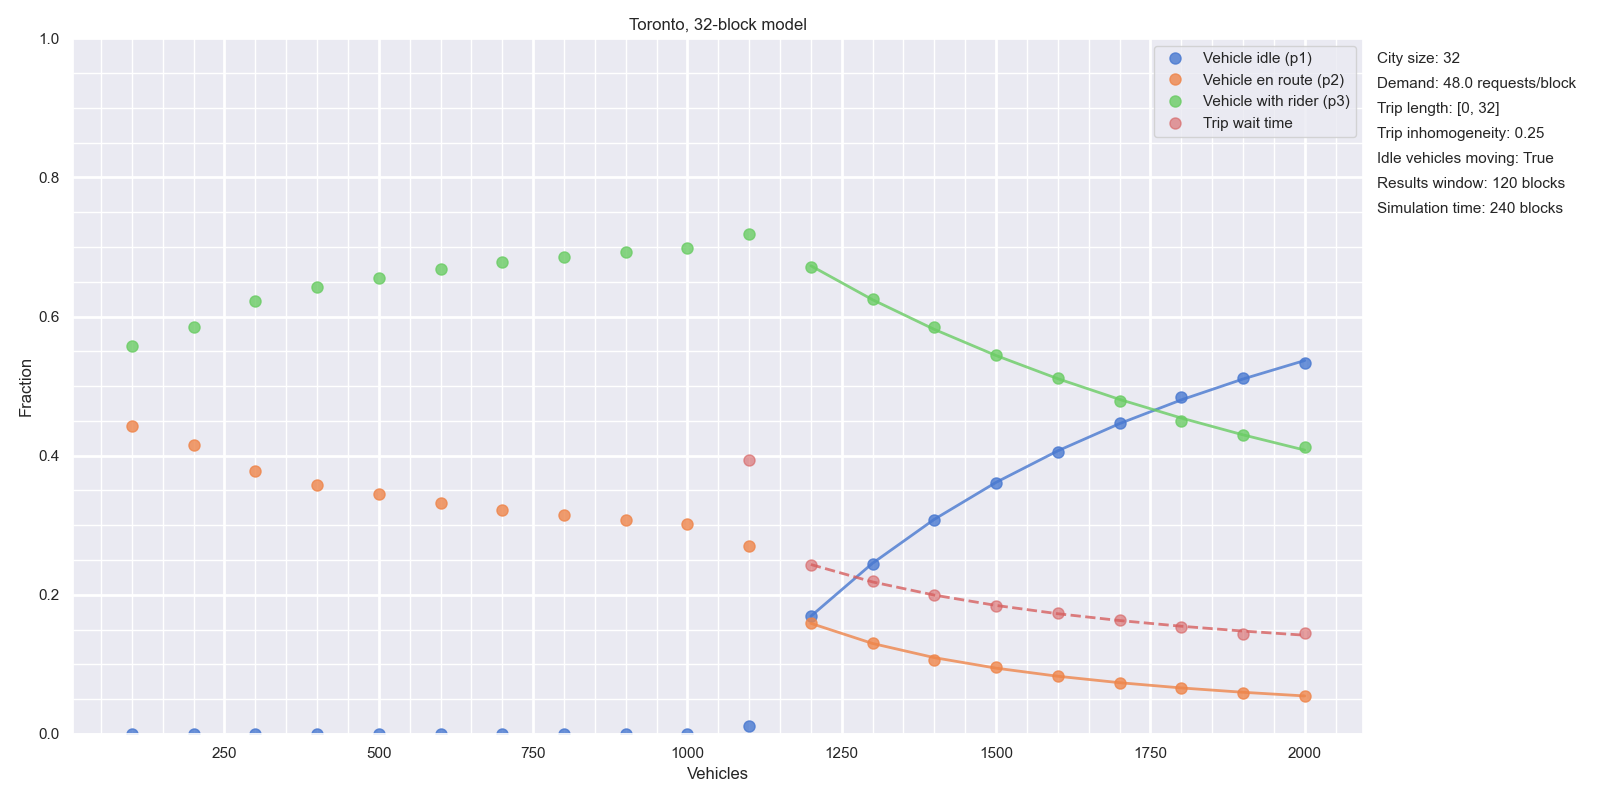 Toronto, 32-block model
1.0
0.8
0.6
0.4
0.2
0.0
Fraction
Vehicle idle (p1)
Vehicle en route (p2)
Vehicle with rider (p3)
Trip wait time
City size: 32
Demand: 48.0 requests/block
Trip length: [0, 32]
Trip inhomogeneity: 0.25
Idle vehicles moving: True
Results window: 120 blocks
Simulation time: 240 blocks
250
500
750
1000
1250
1500
1750
2000
Vehicles